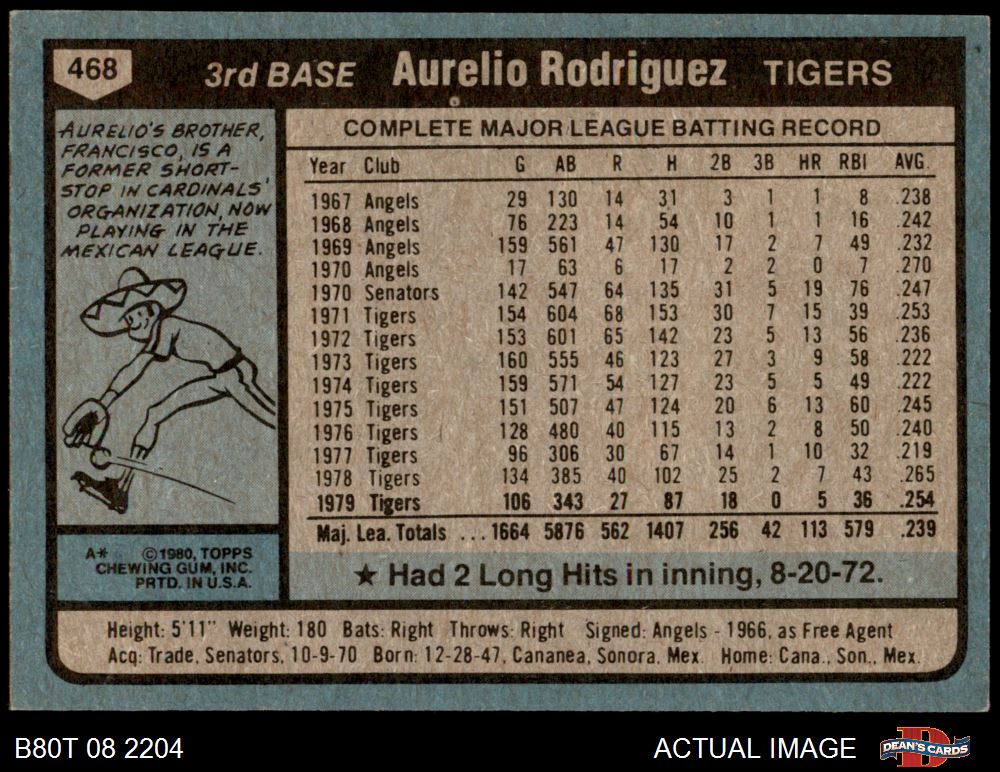 468 3rd BASE Aurelio Rodriguez TIGERS
AURELIO'S BROTHER,
FRANCISCO, IS A
FORMER SHORT-
STOP IN CARDINALS'
ORGANIZATION, NOW
PLAYING IN THE
MEXICAN LEAGUE.
COMPLETE MAJOR LEAGUE BATTING RECORD
Year Club G AB R H 2B 3B HR RBI AVG.
1967 Angels 29 130 14 31 3 1 1 8 .238
1968 Angels 76 223 14 54 10 1 1 16 .242
1969 Angels 159 561 47 130 17 2 7 49 .232
1970 Angels 17 63 6 17 2 2 0 7 .270
1970 Senators 142 547 64 135 31 5 19 76 .247
1971 Tigers 154 604 68 153 30 7 15 39 .253
1972 Tigers 153 601 65 142 23 5 13 56 .236
1973 Tigers 160 555 46 123 27 3 9 58 .222
1974 Tigers 159 571 54 127 23 5 5 49 .222
1975 Tigers 151 507 47 124 20 6 13 60 .245
1976 Tigers 128 480 40 115 13 2 8 50 .240
1977 Tigers 96 306 30 67 14 1 10 32 .219
1978 Tigers 134 385 40 102 25 2 7 43 .265
1979 Tigers 106 343 27 87 18 0 5 36 .254
Maj. Lea. Totals ...1664 5876 562 1407 256 42 113 579 .239
A* ©1980, TOPPS
CHEWING GUM, INC.
PRTD. IN U.S.A.
★ Had 2 Long Hits in inning, 8-20-72.
Height: 5'11" Weight: 180 Bats: Right Throws: Right Signed: Angels - 1966, as Free Agent
Acq: Trade, Senators, 10-9-70 Born: 12-28-47, Cananea, Sonora, Mex. Home: Cana., Son., Mex.
B80T 08 2204 ACTUAL IMAGE DEAN'S CARDS